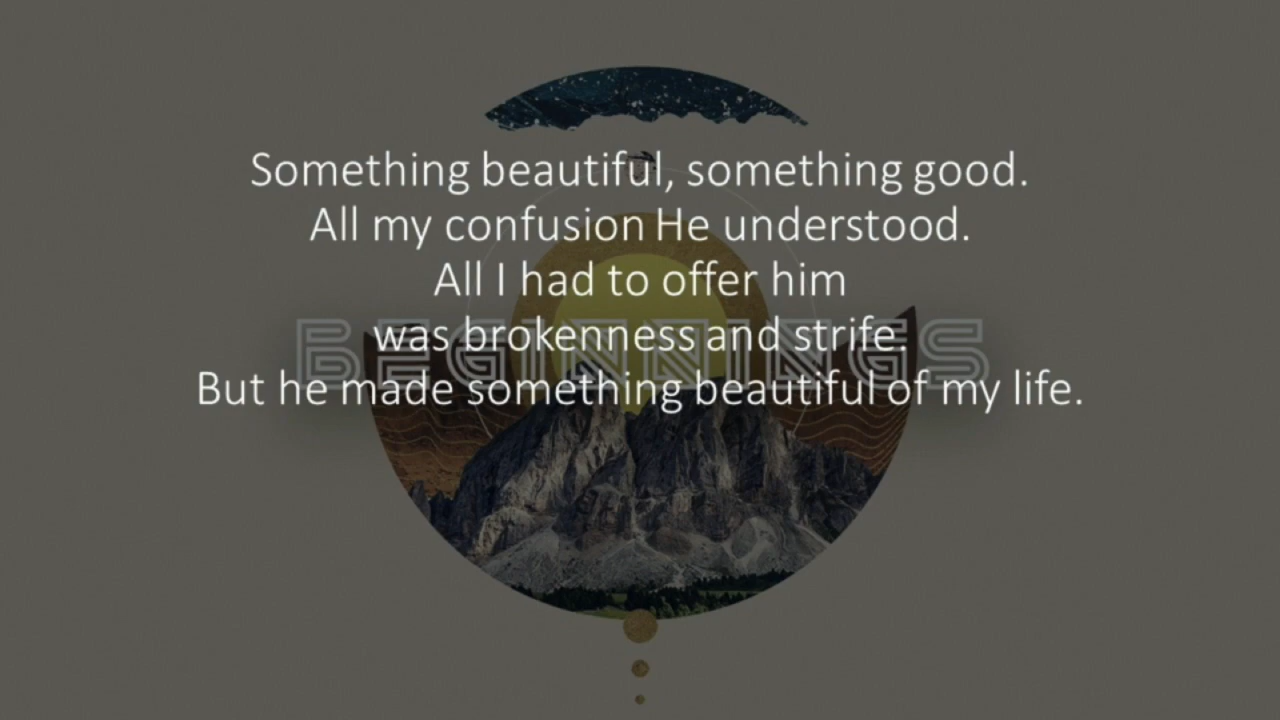 Something beautiful, something good.
All my confusion He understood.
All I had to offer him
BEGINNINGS
was brokenness and strife.
But he made something beautiful of my life.